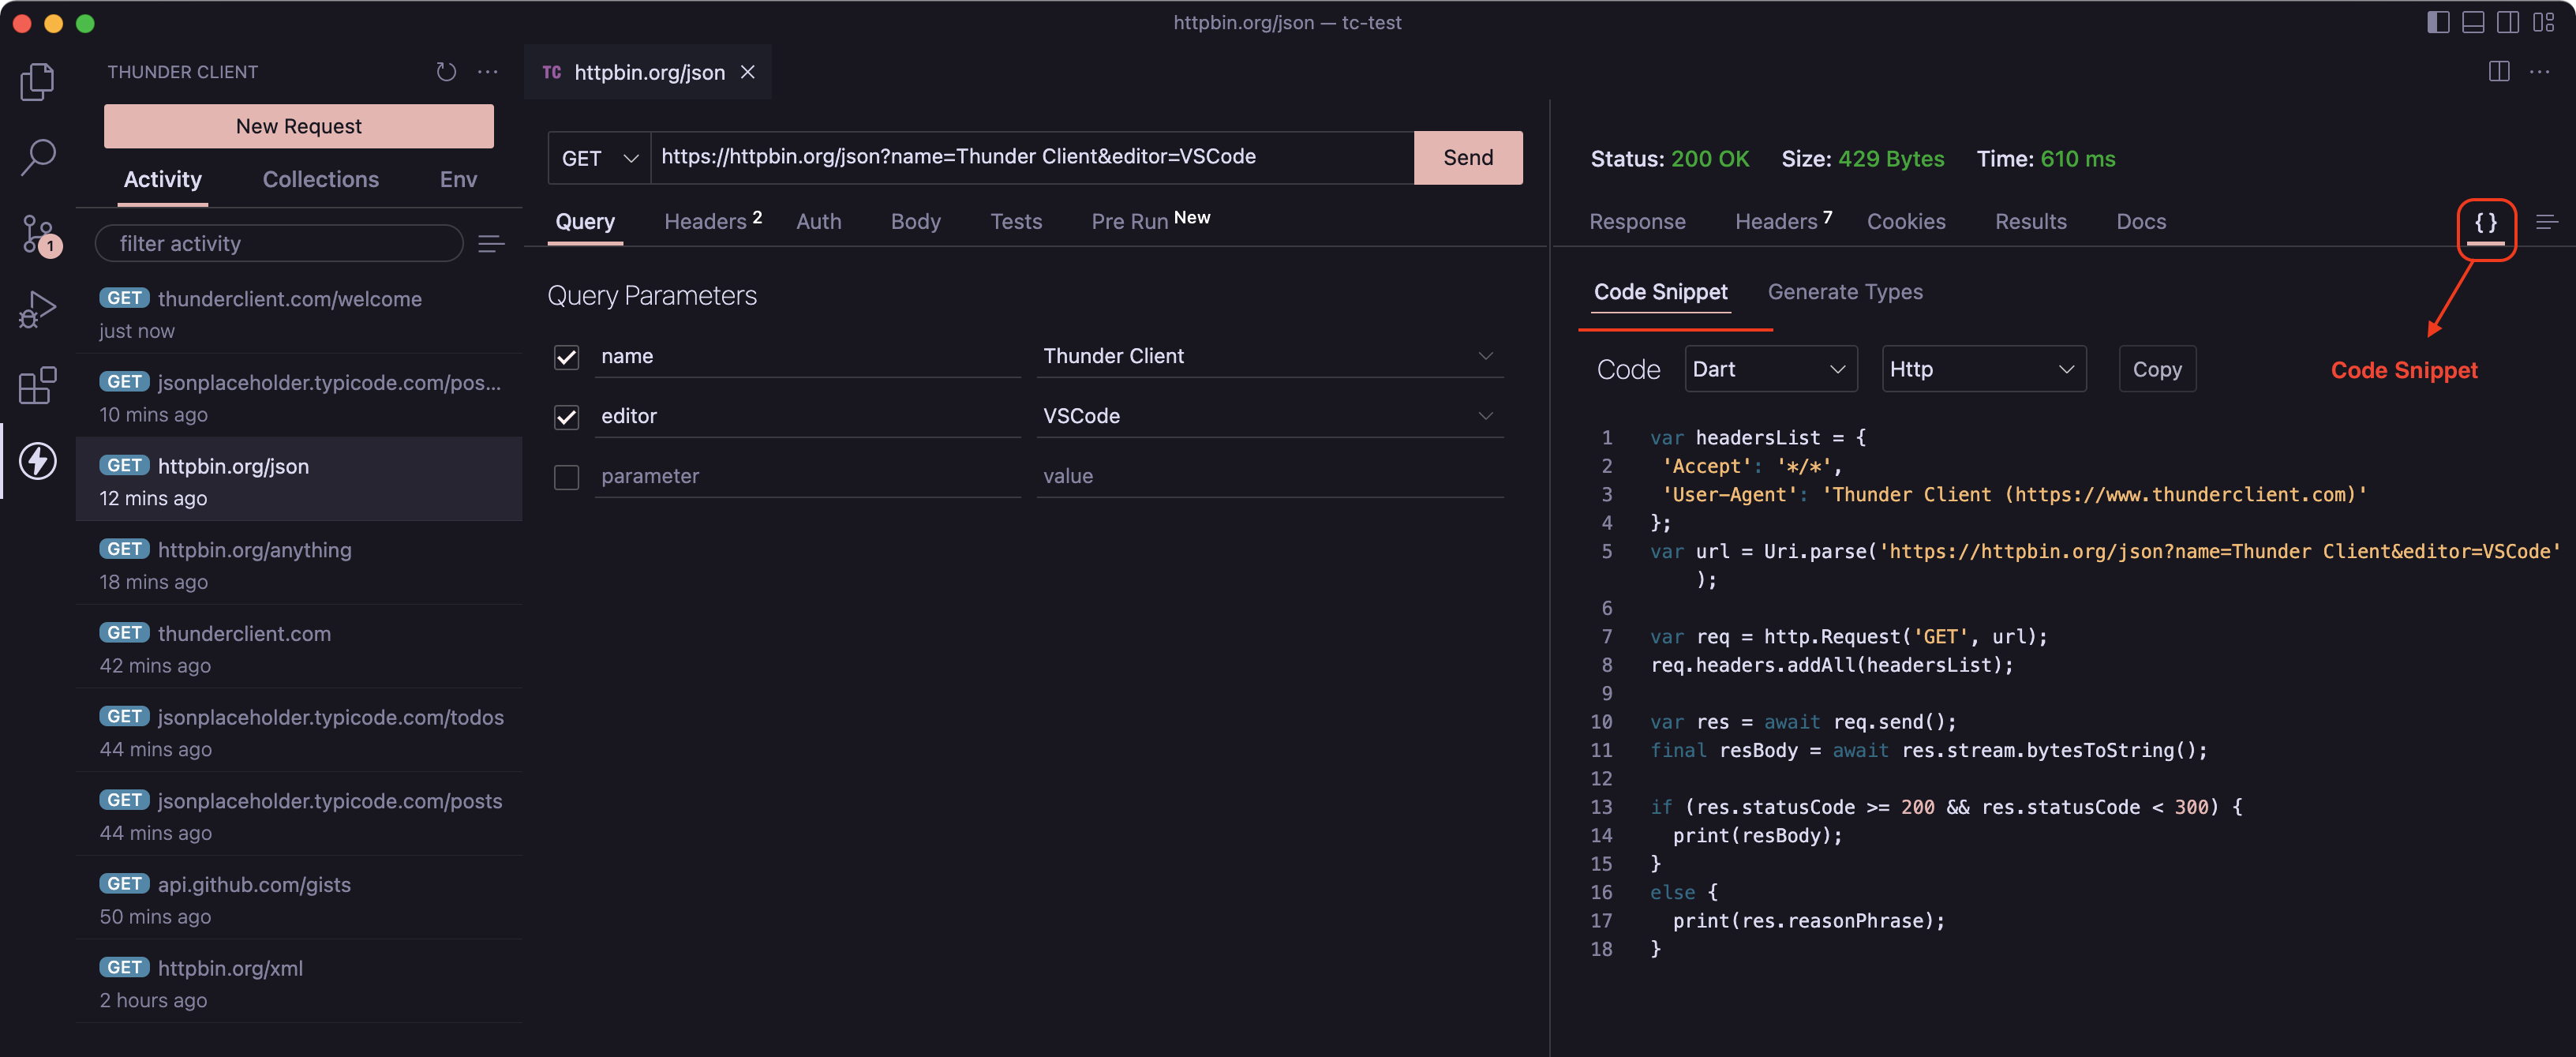 httpbin.org/json — tc-test
THUNDER CLIENT
New Request
Activity Collections Env
filter activity
1
GET thunderclient.com/welcome
just now
GET jsonplaceholder.typicode.com/pos...
10 mins ago
GET httpbin.org/json
12 mins ago
GET httpbin.org/anything
18 mins ago
GET thunderclient.com
42 mins ago
GET jsonplaceholder.typicode.com/todos
44 mins ago
GET jsonplaceholder.typicode.com/posts
44 mins ago
GET api.github.com/gists
50 mins ago
GET httpbin.org/xml
2 hours ago
TC httpbin.org/json
GET https://httpbin.org/json?name=Thunder Client&editor=VSCode Send
Query Headers 2 Auth Body Tests Pre Run New
Query Parameters
name Thunder Client
editor VSCode
parameter value
Status: 200 OK Size: 429 Bytes Time: 610 ms
Response Headers 7 Cookies Results Docs {}
Code Snippet Generate Types
Code Dart Http Copy
Code Snippet
1 var headersList = {
2 'Accept': '*/*',
3 'User-Agent': 'Thunder Client (https://www.thunderclient.com)'
4 };
5 var url = Uri.parse('https://httpbin.org/json?name=Thunder Client&editor=VSCode'
);
6
7 var req = http.Request('GET', url);
8 req.headers.addAll(headersList);
9
10 var res = await req.send();
11 final resBody = await res.stream.bytesToString();
12
13 if (res.statusCode >= 200 && res.statusCode < 300) {
14 print(resBody);
15 }
16 else {
17 print(res.reasonPhrase);
18 }